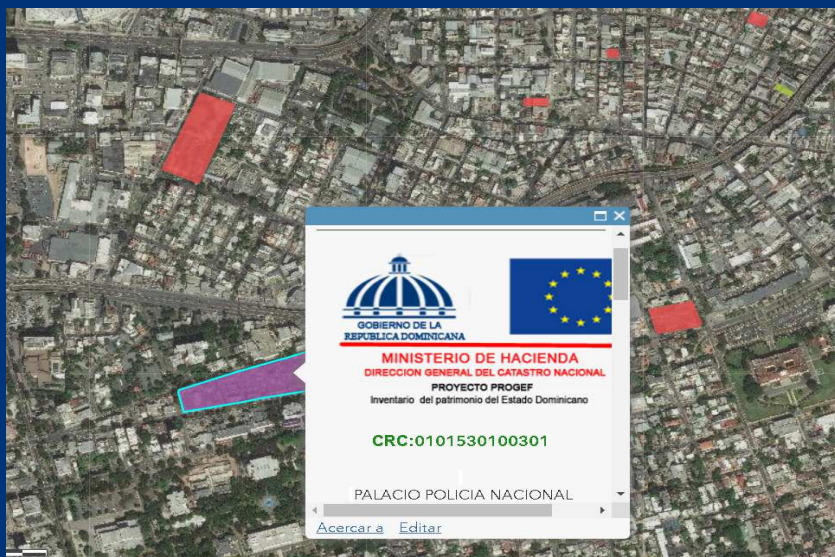 GOBIERNO DE LA
REPUBLICA DOMINICANA
MINISTERIO DE HACIENDA
DIRECCION GENERAL DEL CATASTRO NACIONAL
PROYECTO PROGEF
Inventario del patrimonio del Estado Dominicano
CRC:0101530100301
PALACIO POLICIA NACIONAL
Acercar a Editar